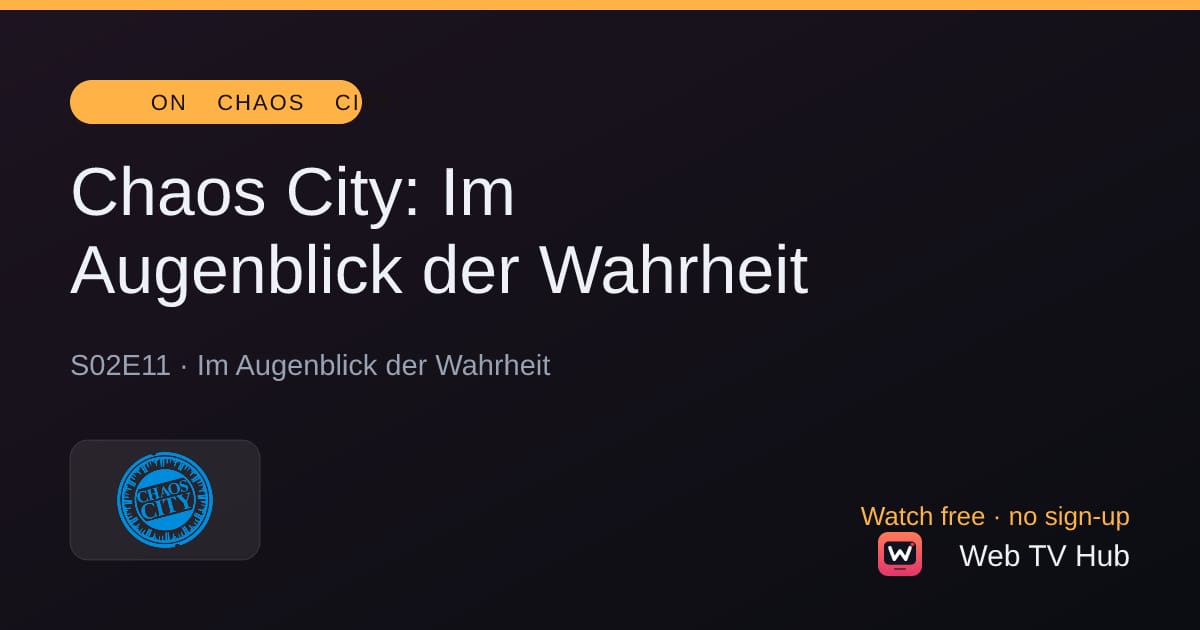 ON CHAOS CI
Chaos City: Im
Augenblick der Wahrheit
S02E11 · Im Augenblick der Wahrheit
CHAOS
CITY
Watch free · no sign-up
W
Web TV Hub